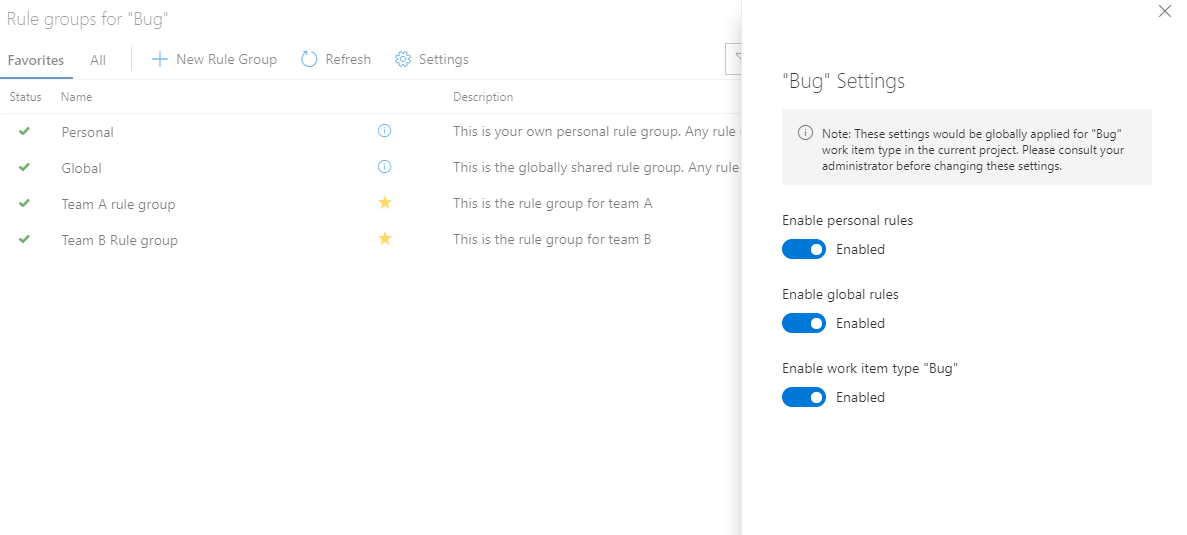 Rule groups for "Bug"
Favorites All New Rule Group Refresh Settings
Status Name Description
Personal This is your own personal rule group. Any rule
Global This is the globally shared rule group. Any rule
Team A rule group This is the rule group for team A
Team B Rule group This is the rule group for team B
"Bug" Settings
Note: These settings would be globally applied for "Bug"
work item type in the current project. Please consult your
administrator before changing these settings.
Enable personal rules
Enabled
Enable global rules
Enabled
Enable work item type "Bug"
Enabled